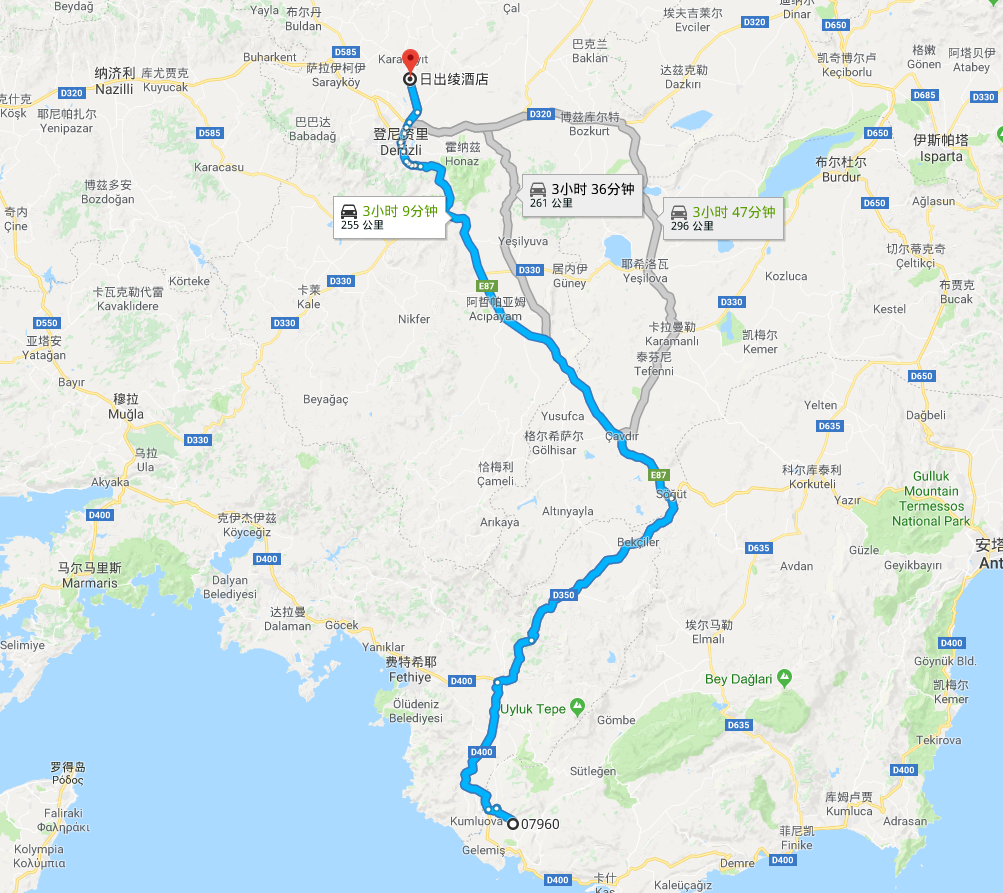 Beydağ
Yayla
布尔丹
Buldan
Çal
埃夫吉莱尔
Evciler
D320
Dinar
D650
D585
Karahayıt
巴克兰
Baklan
凯奇博尔卢
Keçiborlu
格嫩
Gönen
阿塔贝伊
Atabey
纳济利
Nazilli
库尤贾克
Kuyucak
Buharkent
萨拉伊柯伊
Sarayköy
日出绫酒店
达兹克勒
Dazkırı
D685
D330
D320
Köşk
耶尼帕扎尔
Yenipazar
D585
巴巴达
Babadağ
登尼资里
Denizli
霍纳兹
Honaz
D320
博兹库尔特
Bozkurt
D650
伊斯帕塔
Isparta
Karacasu
布尔杜尔
Burdur
博兹多安
Bozdoğan
3小时 36分钟
261 公里
D650
Ağlasun
奇内
Çine
3小时 9分钟
255 公里
3小时 47分钟
296 公里
Yeşilyuva
切尔蒂克奇
Çeltikçi
Körteke
D330
D330
居内伊
Güney
耶希洛瓦
Yeşilova
Kozluca
卡瓦克勒代雷
Kavaklıdere
卡莱
Kale
E87
阿哲帕亚姆
Acıpayam
D330
布贾克
Bucak
D550
D330
Nikfer
卡拉曼勒
Karamanlı
凯梅尔
Kemer
Kestel
亚塔安
Yatağan
泰芬尼
Tefenni
D650
Bayır
穆拉
Muğla
Beyağaç
Yusufca
Yelten
Dağbeli
D330
格尔希萨尔
Gölhisar
Çavdır
D635
乌拉
Ula
恰梅利
Çameli
E87
科尔库泰利
Korkuteli
Gulluk
Mountain
Termessos
National Park
Akyaka
Söğüt
Yazır
D400
克伊杰伊兹
Köyceğiz
Arıkaya
Altınyayla
Bekçiler
D635
Güzle
Geyikbayırı
安塔
Ant
D400
马尔马里斯
Marmaris
Dalyan
Belediyesi
Avdan
D350
达拉曼
Dalaman
Göcek
埃尔马勒
Elmalı
Selimiye
Yanıklar
费特希耶
Fethiye
D400
D400
Göynük Bld.
凯梅尔
Kemer
Bey Dağlari
Ölüdeniz
Belediyesi
Uyluk Tepe
Gömbe
D635
Tekirova
D400
罗得岛
Ρόδος
Sütleğen
D400
Faliraki
Φαληράκι
库姆卢贾
Kumluca
Adrasan
Kumluova
07960
菲尼凯
Finike
Kolympia
Κολύμπια
Gelemiş
Demre
D400
D400
卡什
Kaş
Kaleüçağız